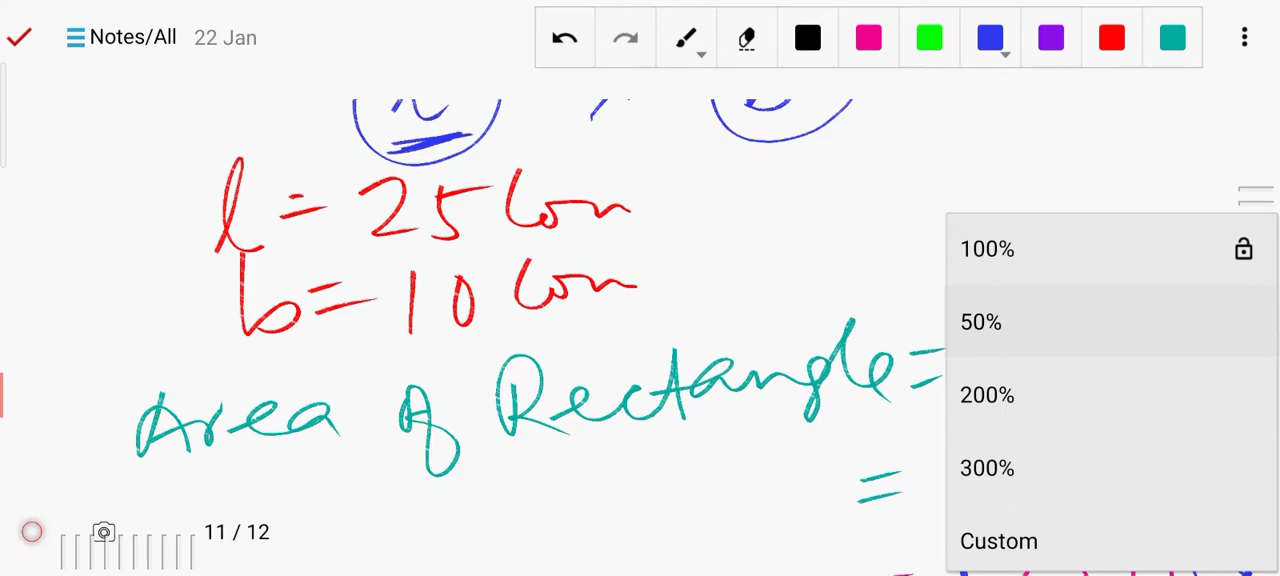 Notes/All 22 Jan
l = 25 Cm
100%
b = 10 Cm
50%
Area of Rectangle =
200%
=
300%
11 / 12
Custom